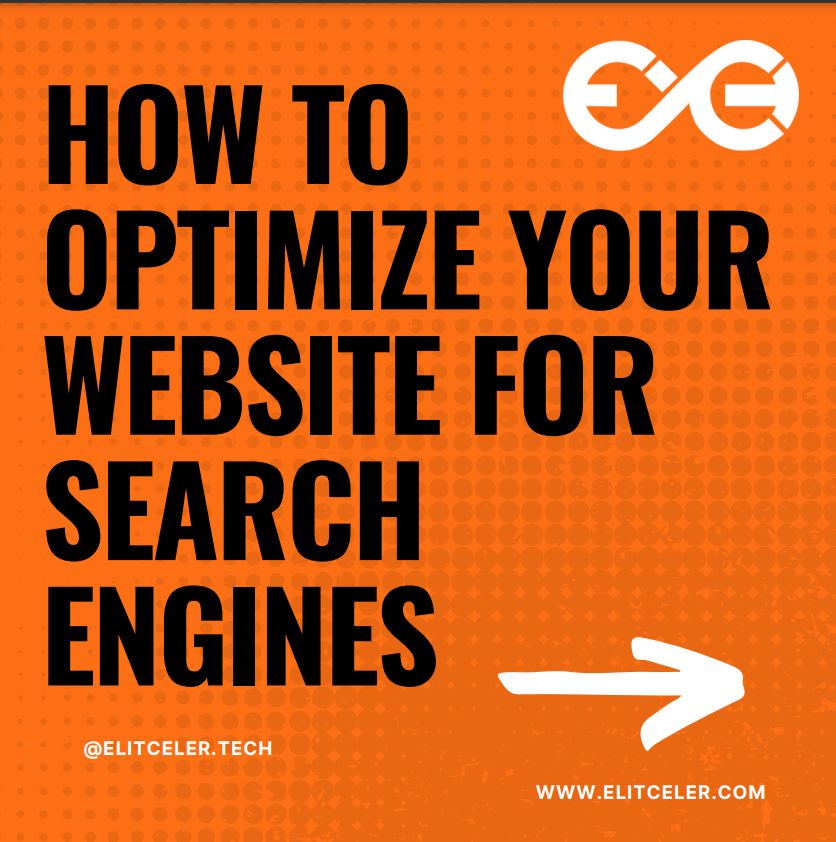 HOW TO
OPTIMIZE YOUR
WEBSITE FOR
SEARCH
ENGINES
@ELITCELER.TECH
WWW.ELITCELER.COM